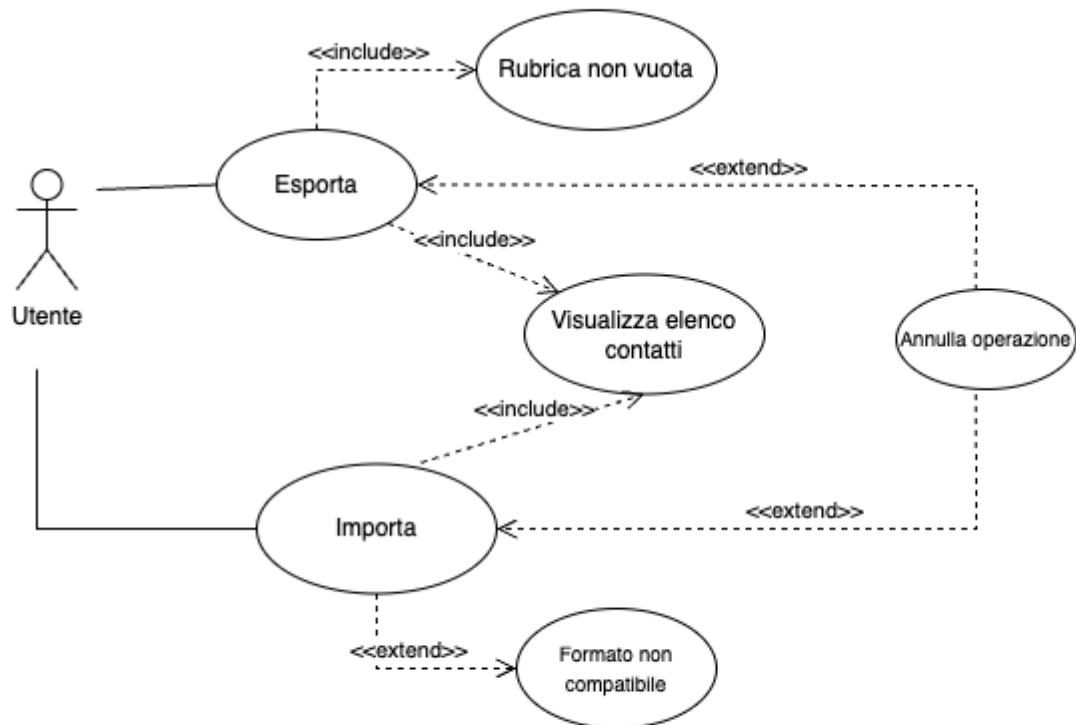 <<include>>
Rubrica non vuota
<<extend>>
Esporta
<<include>>
Utente
Visualizza elenco
contatti
Annulla operazione
<<include>>
<<extend>>
Importa
<<extend>>
Formato non
compatibile